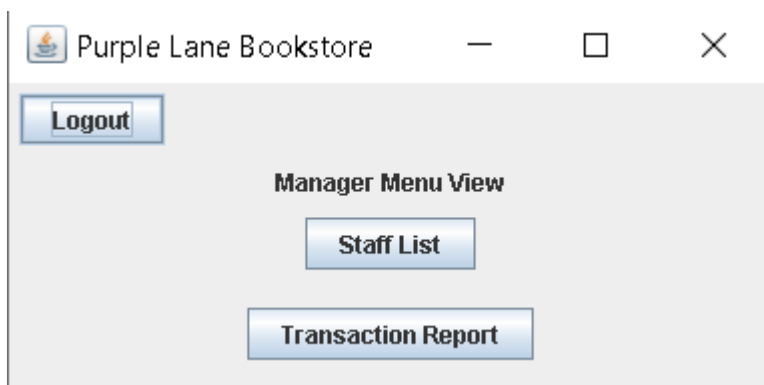 Purple Lane Bookstore
Logout
Manager Menu View
Staff List
Transaction Report